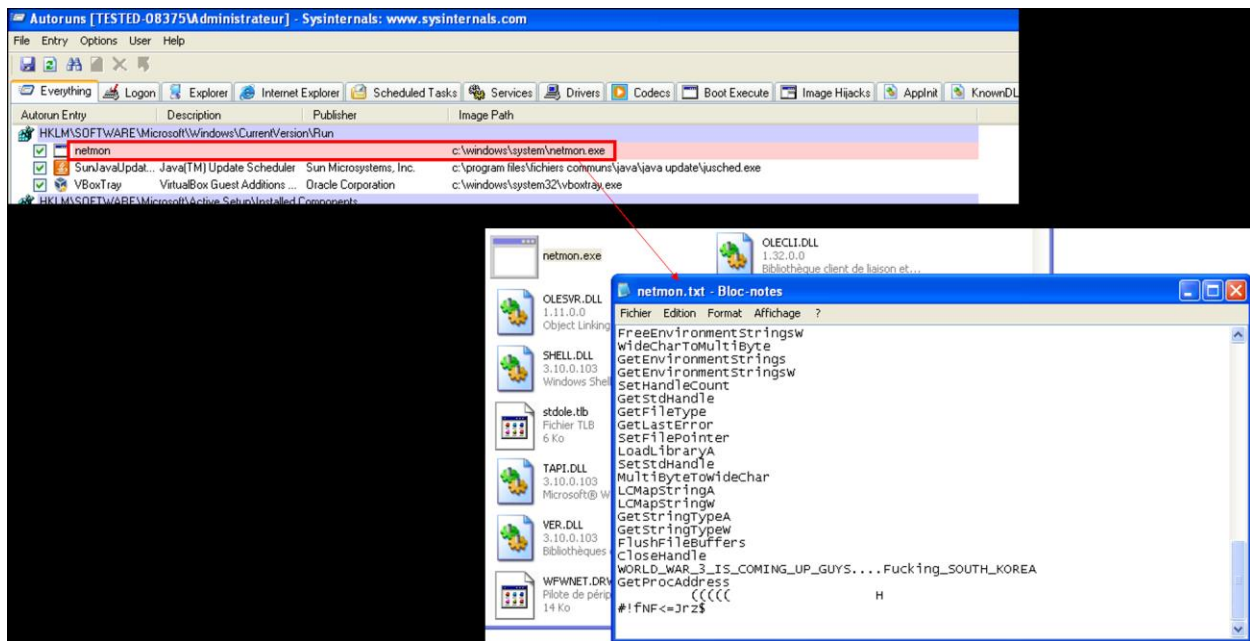 Autoruns [TESTED-08375\Administrateur] - Sysinternals: www.sysinternals.com
File Entry Options User Help
Everything Logon Explorer Internet Explorer Scheduled Tasks Services Drivers Codecs Boot Execute Image Hijacks AppInit KnownDL
Autorun Entry Description Publisher Image Path
HKLM\SOFTWARE\Microsoft\Windows\CurrentVersion\Run
netmon c:\windows\system\netmon.exe
SunJavaUpdat... Java(TM) Update Scheduler Sun Microsystems, Inc. c:\program files\fichiers communs\java\java update\jusched.exe
VBoxTray VirtualBox Guest Additions ... Oracle Corporation c:\windows\system32\vboxtray.exe
HKLM\SOFTWARE\Microsoft\Active Setup\Installed Components
netmon.exe
OLECLI.DLL
1.32.0.0
Bibliothèque client de liaison et...
OLESVR.DLL
1.11.0.0
Object Linking
SHELL.DLL
3.10.0.103
Windows Shell
stdole.tlb
Fichier TLB
6 Ko
TAPI.DLL
3.10.0.103
Microsoft® W
VER.DLL
3.10.0.103
Bibliothèques
WFWNET.DRV
Pilote de périp
14 Ko
netmon.txt - Bloc-notes
Fichier Edition Format Affichage ?
FreeEnvironmentStringsW
WideCharToMultiByte
GetEnvironmentStrings
GetEnvironmentStringsW
SetHandleCount
GetStdHandle
GetFileType
GetLastError
SetFilePointer
LoadLibraryA
SetStdHandle
MultiByteToWideChar
LCMapStringA
LCMapStringW
GetStringTypeA
GetStringTypeW
FlushFileBuffers
CloseHandle
WORLD_WAR_3_IS_COMING_UP_GUYS....Fucking_SOUTH_KOREA
GetProcAddress
((((( H
#!fNF<=Jrz$